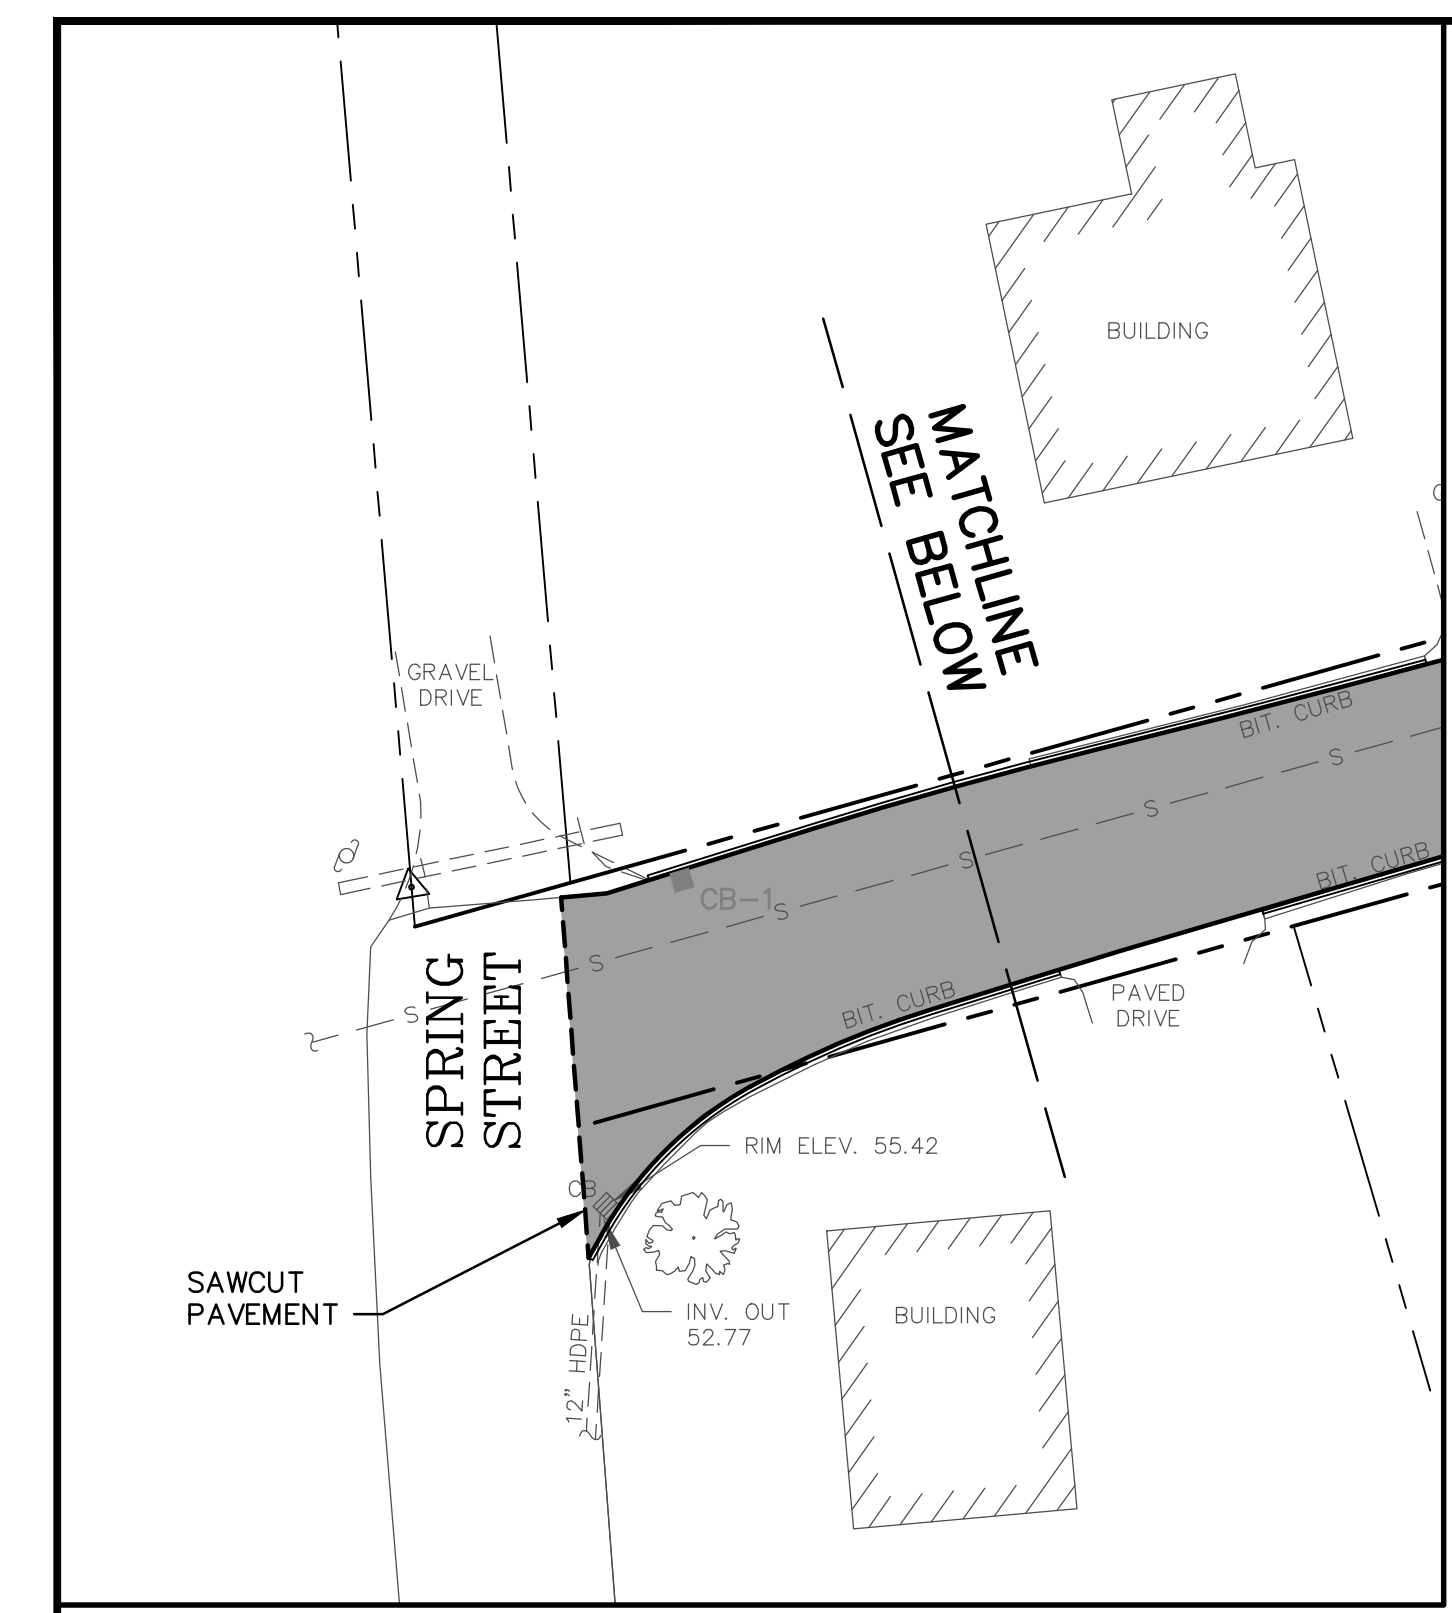 BUILDING
MATCHLINE
SEE BELOW
GRAVEL
DRIVE
BIT. CURB
S
S
CB-1
S
BIT. CURB
S
S
SPRING
STREET
BIT. CURB
PAVED
DRIVE
RIM ELEV. 55.42
CB
SAWCUT
PAVEMENT
INV. OUT
52.77
BUILDING
12" HDPE